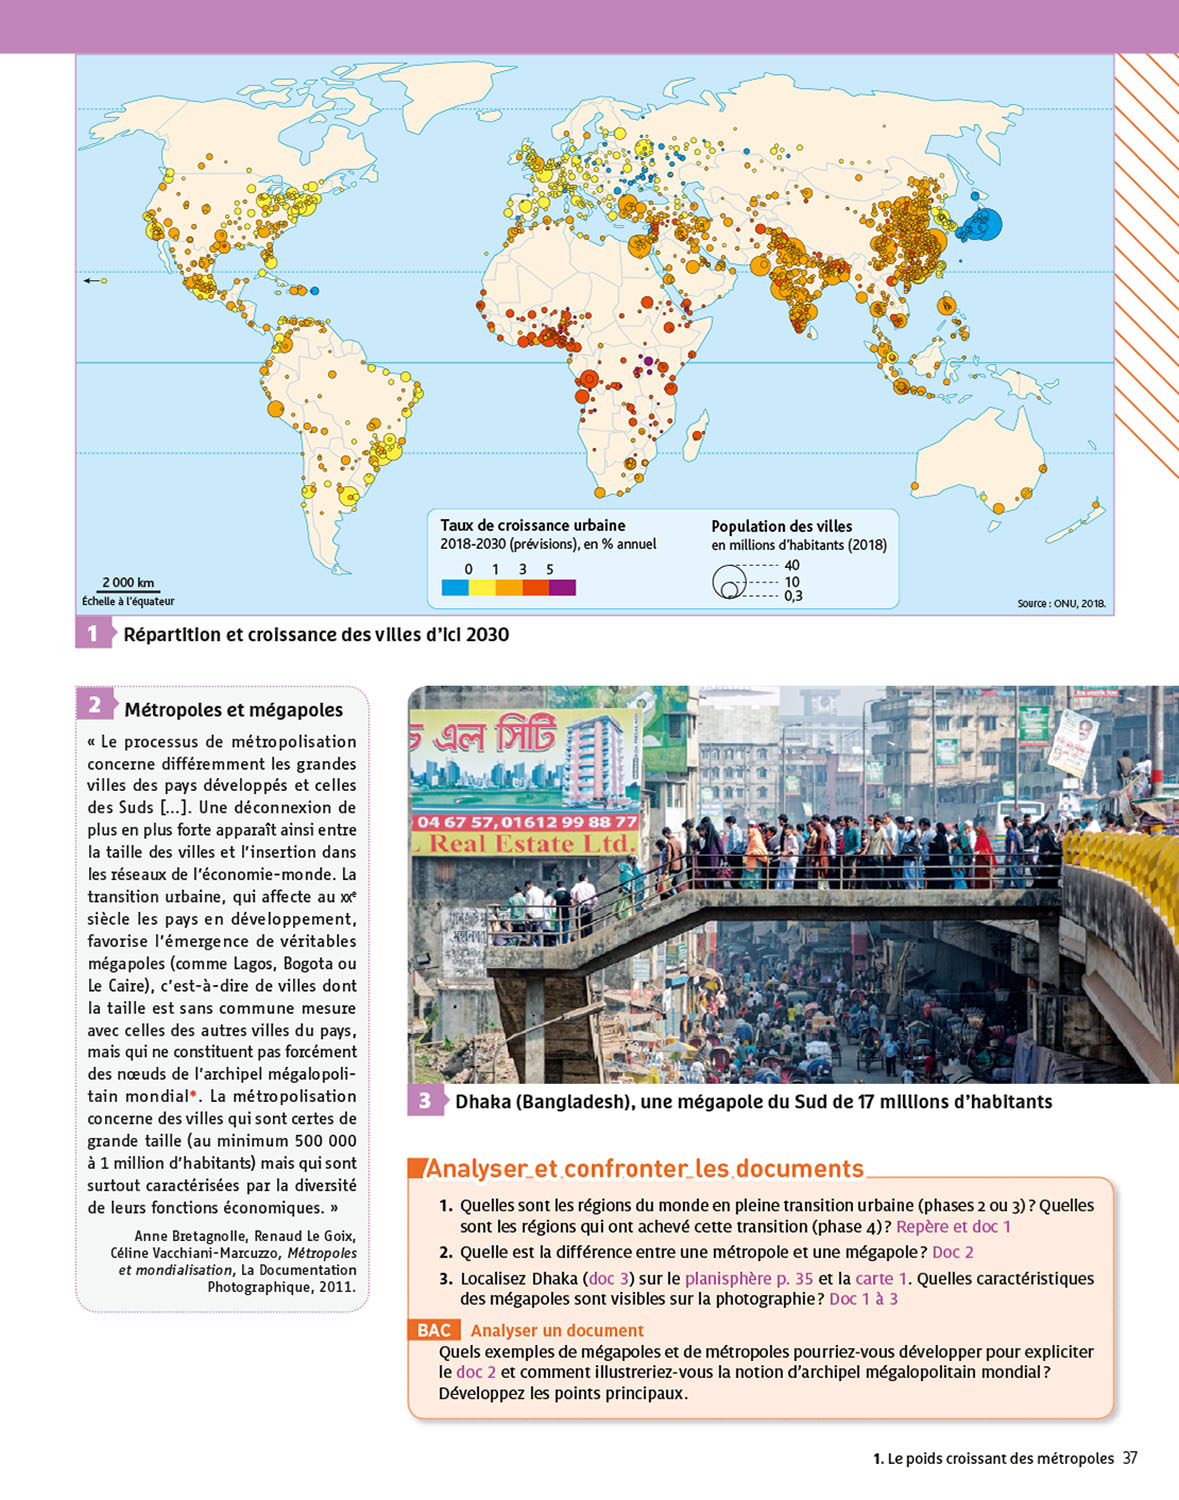 Taux de croissance urbaine
2018-2030 (prévisions), en % annuel
0 1 3 5
Population des villes
en millions d'habitants (2018)
40
10
0,3
2 000 km
Échelle à l'équateur
Source : ONU, 2018.
1 Répartition et croissance des villes d'ici 2030
2 Métropoles et mégapoles
« Le processus de métropolisation
concerne différemment les grandes
villes des pays développés et celles
des Suds [...]. Une déconnexion de
plus en plus forte apparaît ainsi entre
la taille des villes et l'insertion dans
les réseaux de l'économie-monde. La
transition urbaine, qui affecte au XXe
siècle les pays en développement,
favorise l'émergence de véritables
mégapoles (comme Lagos, Bogota ou
Le Caire), c'est-à-dire de villes dont
la taille est sans commune mesure
avec celles des autres villes du pays,
mais qui ne constituent pas forcément
des nœuds de l'archipel mégalopoli-
tain mondial*. La métropolisation
concerne des villes qui sont certes de
grande taille (au minimum 500 000
à 1 million d'habitants) mais qui sont
surtout caractérisées par la diversité
de leurs fonctions économiques. »
Anne Bretagnolle, Renaud Le Goix,
Céline Vacchiani-Marcuzzo, Métropoles
et mondialisation, La Documentation
Photographique, 2011.
এল সিটি
04 67 57, 01612 99 88 77
Real Estate Ltd.
3 Dhaka (Bangladesh), une mégapole du Sud de 17 millions d'habitants
Analyser et confronter les documents
1. Quelles sont les régions du monde en pleine transition urbaine (phases 2 ou 3) ? Quelles
sont les régions qui ont achevé cette transition (phase 4) ? Repère et doc 1
2. Quelle est la différence entre une métropole et une mégapole ? Doc 2
3. Localisez Dhaka (doc 3) sur le planisphère p. 35 et la carte 1. Quelles caractéristiques
des mégapoles sont visibles sur la photographie ? Doc 1 à 3
BAC Analyser un document
Quels exemples de mégapoles et de métropoles pourriez-vous développer pour expliciter
le doc 2 et comment illustreriez-vous la notion d'archipel mégalopolitain mondial ?
Développez les points principaux.
1. Le poids croissant des métropoles 37